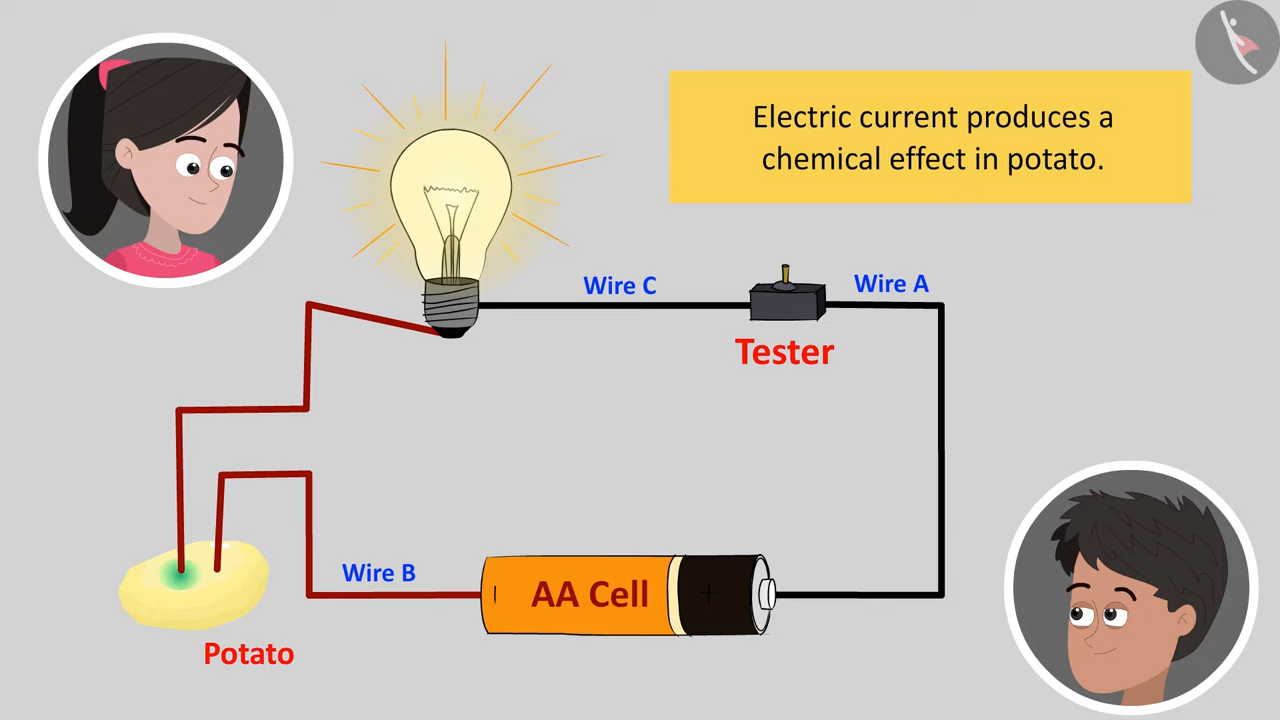 Electric current produces a
chemical effect in potato.
Wire C
Wire A
Tester
Wire B
AA Cell
Potato